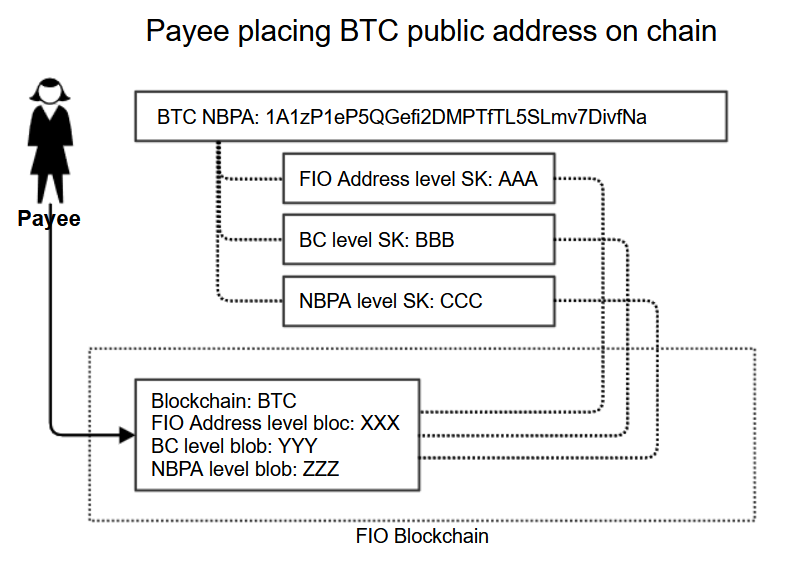 Payee placing BTC public address on chain
BTC NBPA: 1A1zP1eP5QGefi2DMPTfTL5SLmv7DivfNa
FIO Address level SK: AAA
Payee
BC level SK: BBB
NBPA level SK: CCC
Blockchain: BTC
FIO Address level bloc: XXX
BC level blob: YYY
NBPA level blob: ZZZ
FIO Blockchain